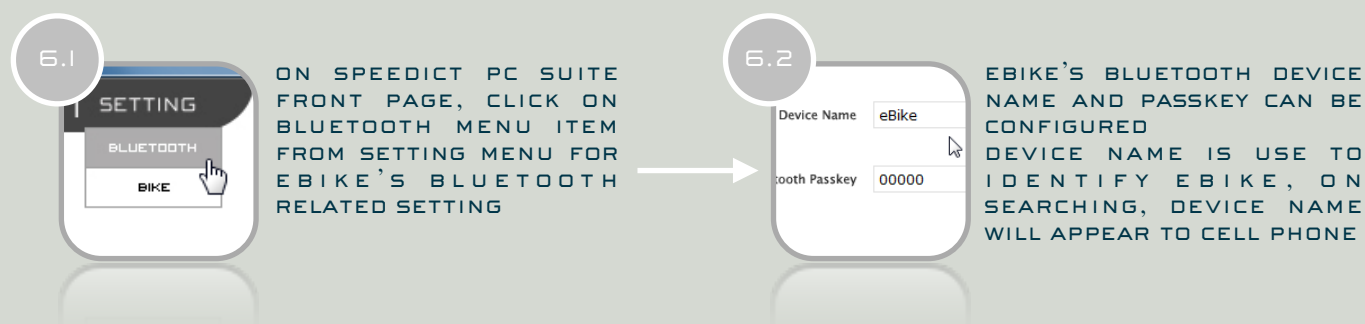 6.1
SETTING
BLUETOOTH
BIKE
ON SPEEDICT PC SUITE
FRONT PAGE, CLICK ON
BLUETOOTH MENU ITEM
FROM SETTING MENU FOR
EBIKE'S BLUETOOTH
RELATED SETTING
6.2
Device Name eBike
tooth Passkey 00000
EBIKE'S BLUETOOTH DEVICE
NAME AND PASSKEY CAN BE
CONFIGURED
DEVICE NAME IS USE TO
IDENTIFY EBIKE, ON
SEARCHING, DEVICE NAME
WILL APPEAR TO CELL PHONE